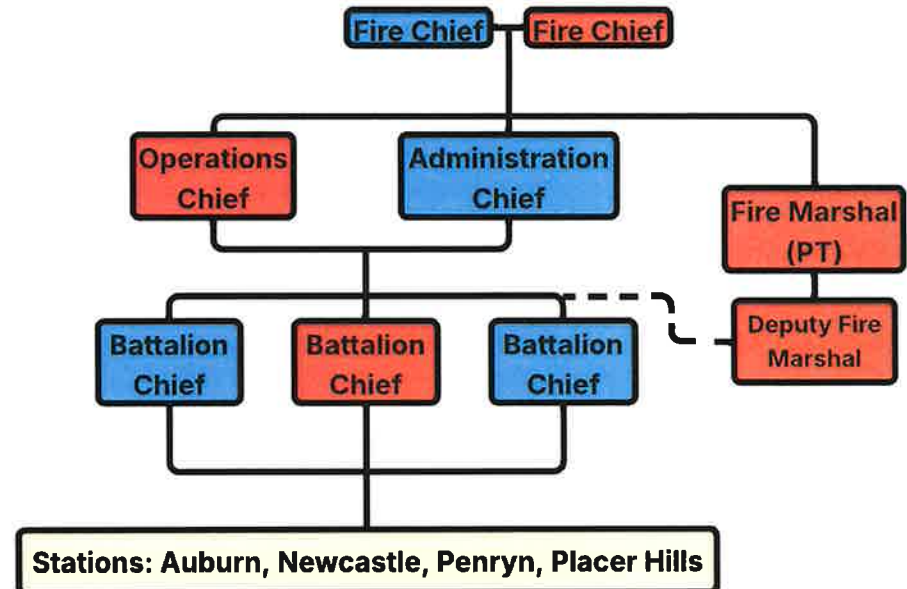 Fire Chief
Fire Chief
Operations
Chief
Administration
Chief
Fire Marshal
(PT)
Battalion
Chief
Battalion
Chief
Battalion
Chief
Deputy Fire
Marshal
Stations: Auburn, Newcastle, Penryn, Placer Hills